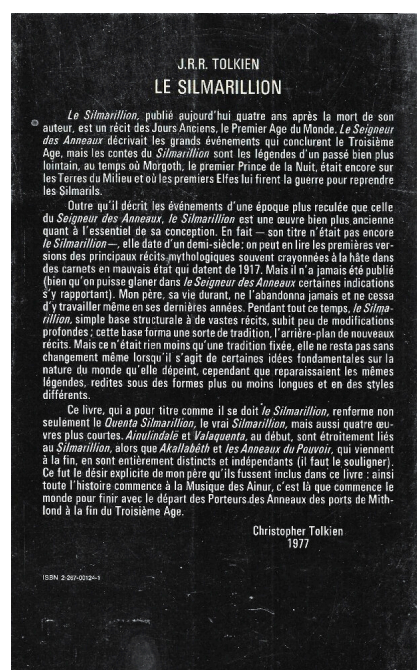 J.R.R. TOLKIEN
LE SILMARILLION
Le Silmarillion, publié aujourd'hui quatre ans après la mort de son
auteur, est un récit des Jours Anciens, le Premier Age du Monde. Le Seigneur
des Anneaux décrivait les grands événements qui conclurent le Troisième
Age, mais les contes du Silmarillion sont les légendes d'un passé bien plus
lointain, au temps où Morgoth, le premier Prince de la Nuit, était encore sur
les Terres du Milieu et où les premiers Elfes lui firent la guerre pour reprendre
les Silmarils.
Outre qu'il décrit les événements d'une époque plus reculée que celle
du Seigneur des Anneaux, le Silmarillion est une œuvre bien plus ancienne
quant à l'essentiel de sa conception. En fait — son titre n'était pas encore
le Silmarillion —, elle date d'un demi-siècle; on peut en lire les premières ver-
sions des principaux récits mythologiques souvent crayonnées à la hâte dans
des carnets en mauvais état qui datent de 1917. Mais il n'a jamais été publié
(bien qu'on puisse glaner dans le Seigneur des Anneaux certaines indications
s'y rapportant). Mon père, sa vie durant, ne l'abandonna jamais et ne cessa
d'y travailler même en ses dernières années. Pendant tout ce temps, le Silma-
rillion, simple base structurale à de vastes récits, subit peu de modifications
profondes; cette base forma une sorte de tradition, l'arrière-plan de nouveaux
récits. Mais ce n'était rien moins qu'une tradition fixée, elle ne resta pas sans
changement même lorsqu'il s'agit de certaines idées fondamentales sur la
nature du monde qu'elle dépeint, cependant que reparaissaient les mêmes
légendes, redites sous des formes plus ou moins longues et en des styles
différents.
Ce livre, qui a pour titre comme il se doit le Silmarillion, renferme non
seulement le Quenta Silmarillion, le vrai Silmarillion, mais aussi quatre œu-
vres plus courtes. Ainulindalë et Valaquenta, au début, sont étroitement liés
au Silmarillion, alors que Akallabêth et les Anneaux du Pouvoir, qui viennent
à la fin, en sont entièrement distincts et indépendants (il faut le souligner).
Ce fut le désir explicite de mon père qu'ils fussent inclus dans ce livre : ainsi
toute l'histoire commence à la Musique des Ainur, c'est là que commence le
monde pour finir avec le départ des Porteurs des Anneaux des ports de Mith-
lond à la fin du Troisième Age.
Christopher Tolkien
1977
ISBN 2-267-00124-1